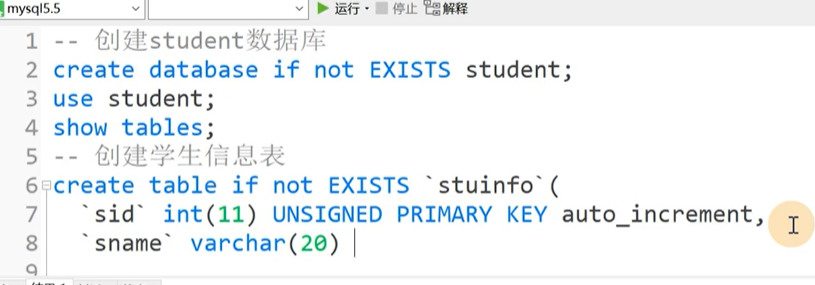 mysql5.5 运行 停止 解释
1 -- 创建student数据库
2 create database if not EXISTS student;
3 use student;
4 show tables;
5 -- 创建学生信息表
6 create table if not EXISTS `stuinfo`(
7 `sid` int(11) UNSIGNED PRIMARY KEY auto_increment,
8 `sname` varchar(20)
9